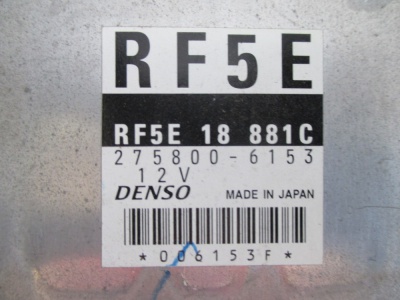 RF5E
RF5E 18 881C
275800-6153
12V
DENSO MADE IN JAPAN
*006153F*